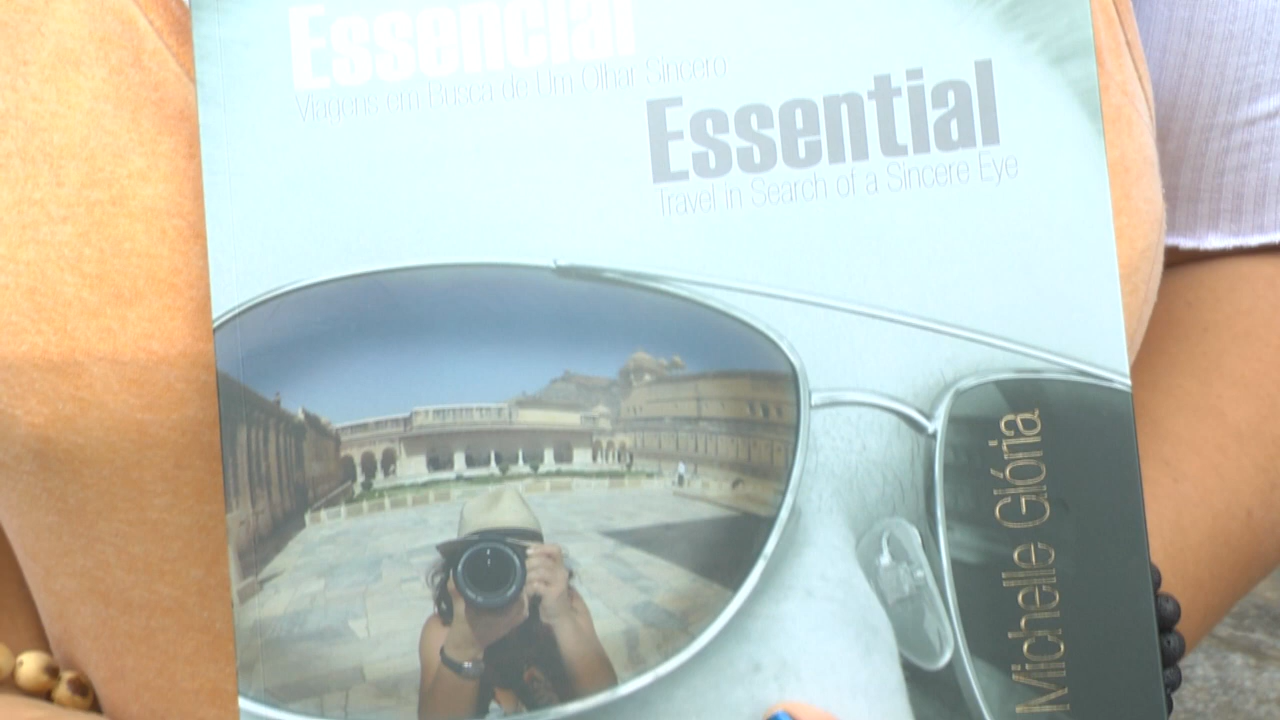 Essencial
Viagens em Busca de Um Olhar Sincero
Essential
Travel in Search of a Sincere Eye
Michelle Glória